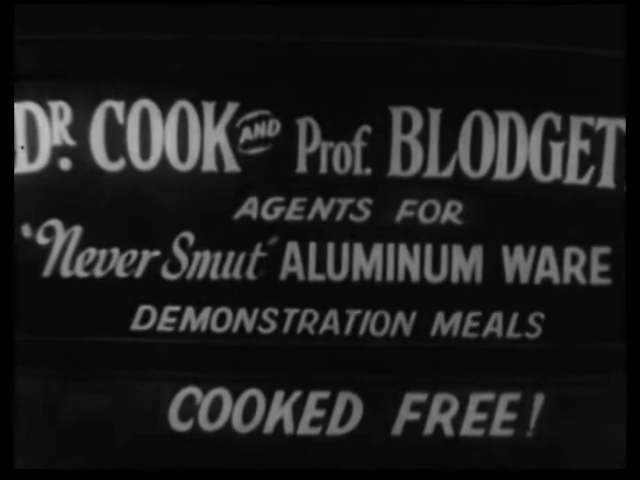 DR. COOK AND Prof. BLODGET
AGENTS FOR
"Never Smut" ALUMINUM WARE
DEMONSTRATION MEALS
COOKED FREE!